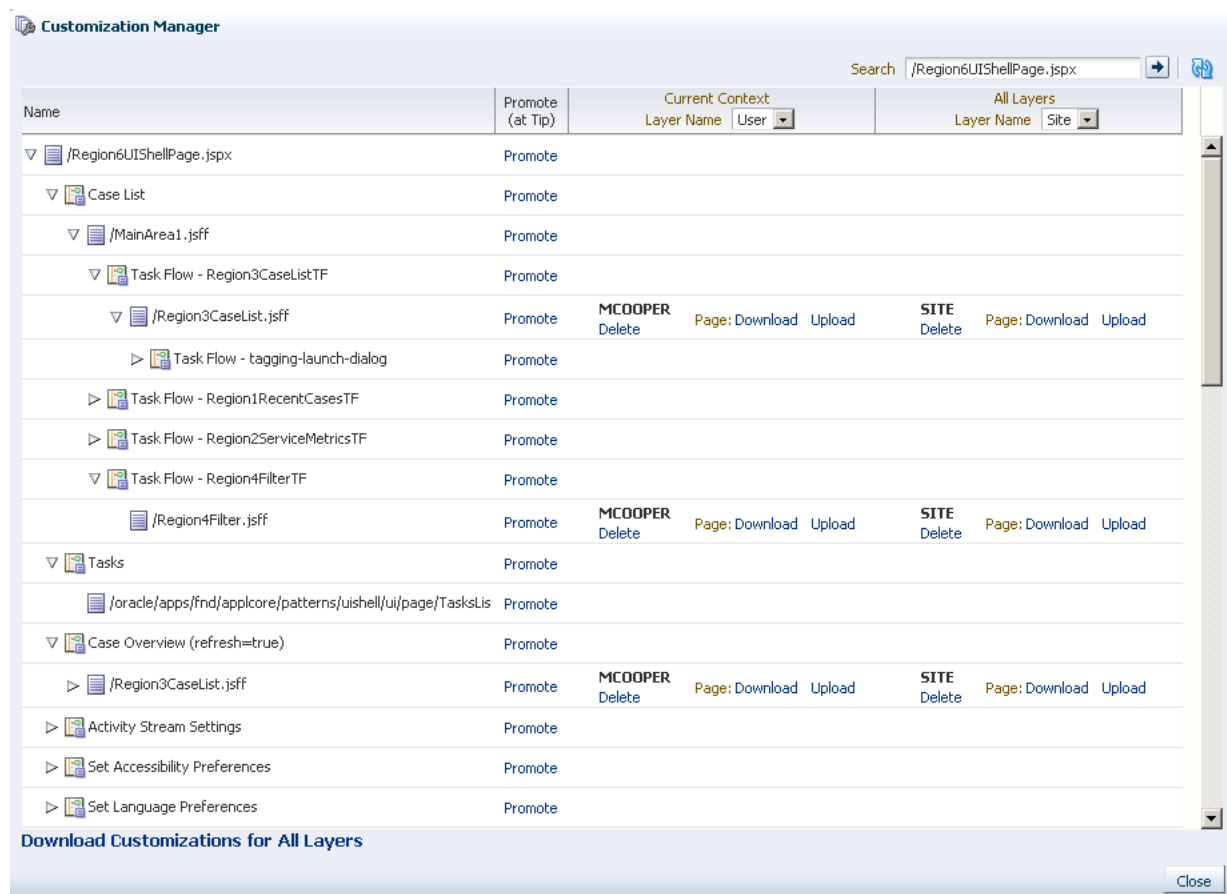 Customization Manager
Search /Region6UIShellPage.jspx
Name Promote (at Tip) Current Context Layer Name User All Layers Layer Name Site
/Region6UIShellPage.jspx Promote
Case List Promote
/MainArea1.jsff Promote
Task Flow - Region3CaseListTF Promote
/Region3CaseList.jsff Promote MCOOPER Delete Page: Download Upload SITE Delete Page: Download Upload
Task Flow - tagging-launch-dialog Promote
Task Flow - Region1RecentCasesTF Promote
Task Flow - Region2ServiceMetricsTF Promote
Task Flow - Region4FilterTF Promote
/Region4Filter.jsff Promote MCOOPER Delete Page: Download Upload SITE Delete Page: Download Upload
Tasks Promote
/oracle/apps/fnd/applcore/patterns/uishell/ui/page/TasksLis Promote
Case Overview (refresh=true) Promote
/Region3CaseList.jsff Promote MCOOPER Delete Page: Download Upload SITE Delete Page: Download Upload
Activity Stream Settings Promote
Set Accessibility Preferences Promote
Set Language Preferences Promote
Download Customizations for All Layers
Close